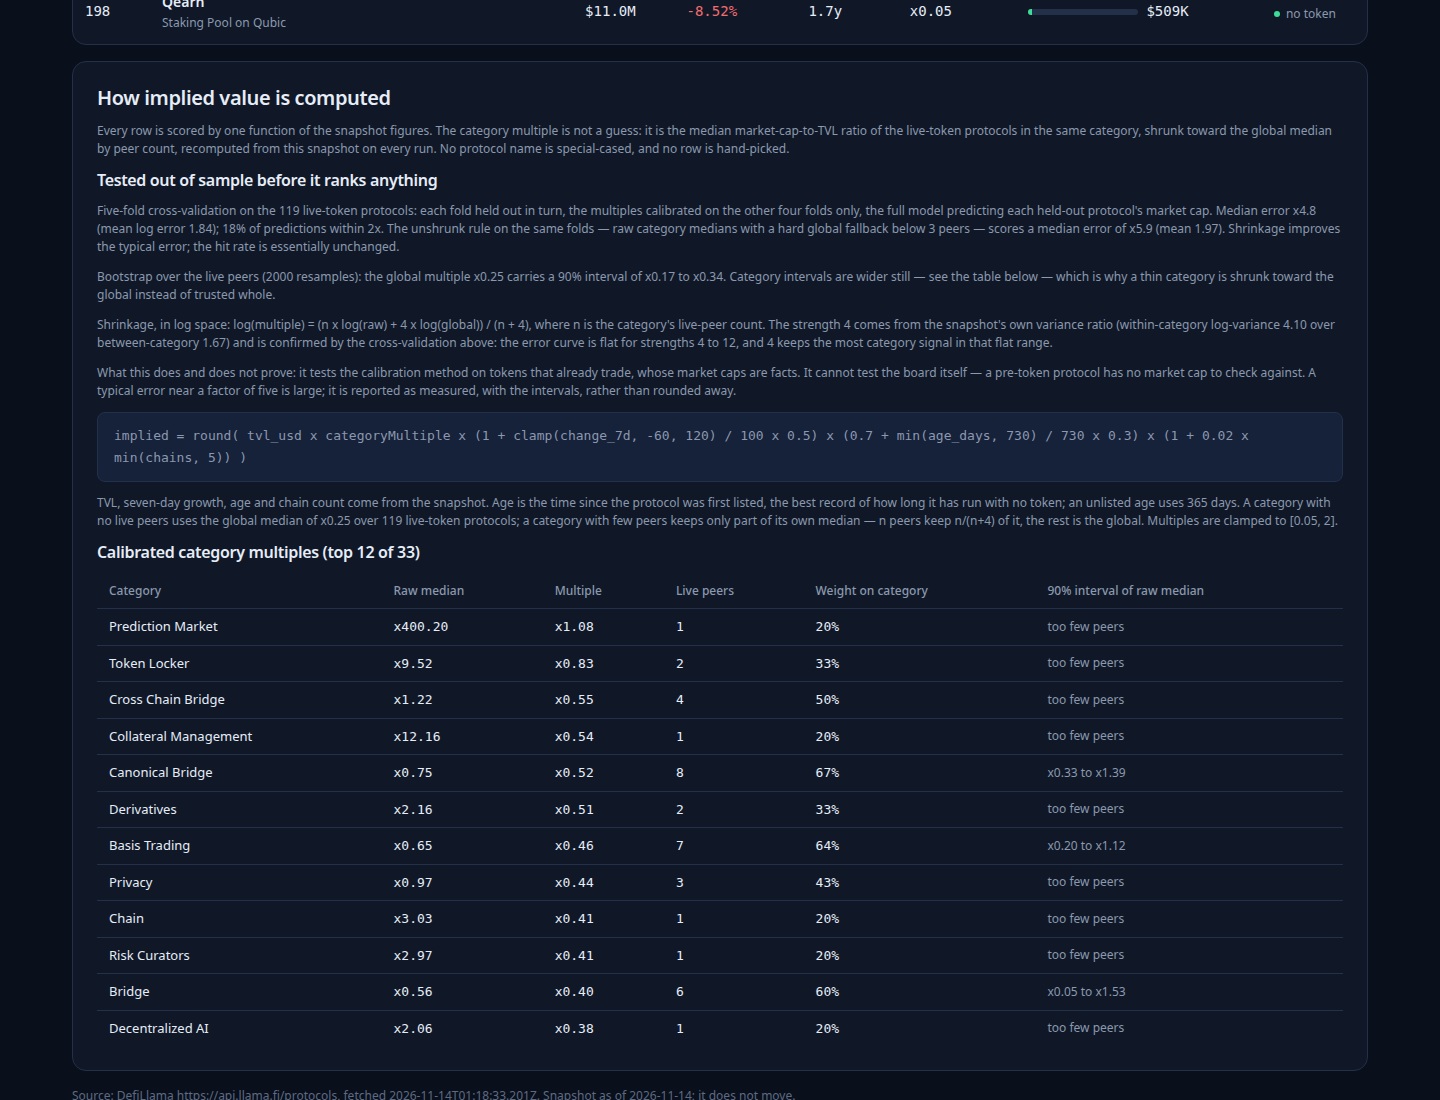 Qearn
198 $11.0M -8.52% 1.7y x0.05 $509K no token
Staking Pool on Qubic
How implied value is computed
Every row is scored by one function of the snapshot figures. The category multiple is not a guess: it is the median market-cap-to-TVL ratio of the live-token protocols in the same category, shrunk toward the global median
by peer count, recomputed from this snapshot on every run. No protocol name is special-cased, and no row is hand-picked.
Tested out of sample before it ranks anything
Five-fold cross-validation on the 119 live-token protocols: each fold held out in turn, the multiples calibrated on the other four folds only, the full model predicting each held-out protocol's market cap. Median error x4.8
(mean log error 1.84); 18% of predictions within 2x. The unshrunk rule on the same folds — raw category medians with a hard global fallback below 3 peers — scores a median error of x5.9 (mean 1.97). Shrinkage improves
the typical error; the hit rate is essentially unchanged.
Bootstrap over the live peers (2000 resamples): the global multiple x0.25 carries a 90% interval of x0.17 to x0.34. Category intervals are wider still — see the table below — which is why a thin category is shrunk toward the
global instead of trusted whole.
Shrinkage, in log space: log(multiple) = (n x log(raw) + 4 x log(global)) / (n + 4), where n is the category's live-peer count. The strength 4 comes from the snapshot's own variance ratio (within-category log-variance 4.10 over
between-category 1.67) and is confirmed by the cross-validation above: the error curve is flat for strengths 4 to 12, and 4 keeps the most category signal in that flat range.
What this does and does not prove: it tests the calibration method on tokens that already trade, whose market caps are facts. It cannot test the board itself — a pre-token protocol has no market cap to check against. A
typical error near a factor of five is large; it is reported as measured, with the intervals, rather than rounded away.
implied = round( tvl_usd x categoryMultiple x (1 + clamp(change_7d, -60, 120) / 100 x 0.5) x (0.7 + min(age_days, 730) / 730 x 0.3) x (1 + 0.02 x
min(chains, 5)) )
TVL, seven-day growth, age and chain count come from the snapshot. Age is the time since the protocol was first listed, the best record of how long it has run with no token; an unlisted age uses 365 days. A category with
no live peers uses the global median of x0.25 over 119 live-token protocols; a category with few peers keeps only part of its own median — n peers keep n/(n+4) of it, the rest is the global. Multiples are clamped to [0.05, 2].
Calibrated category multiples (top 12 of 33)
Category Raw median Multiple Live peers Weight on category 90% interval of raw median
Prediction Market x400.20 x1.08 1 20% too few peers
Token Locker x9.52 x0.83 2 33% too few peers
Cross Chain Bridge x1.22 x0.55 4 50% too few peers
Collateral Management x12.16 x0.54 1 20% too few peers
Canonical Bridge x0.75 x0.52 8 67% x0.33 to x1.39
Derivatives x2.16 x0.51 2 33% too few peers
Basis Trading x0.65 x0.46 7 64% x0.20 to x1.12
Privacy x0.97 x0.44 3 43% too few peers
Chain x3.03 x0.41 1 20% too few peers
Risk Curators x2.97 x0.41 1 20% too few peers
Bridge x0.56 x0.40 6 60% x0.05 to x1.53
Decentralized AI x2.06 x0.38 1 20% too few peers
Source: DefiLlama https://api.llama.fi/protocols, fetched 2026-11-14T01:18:33.201Z. Snapshot as of 2026-11-14; it does not move.